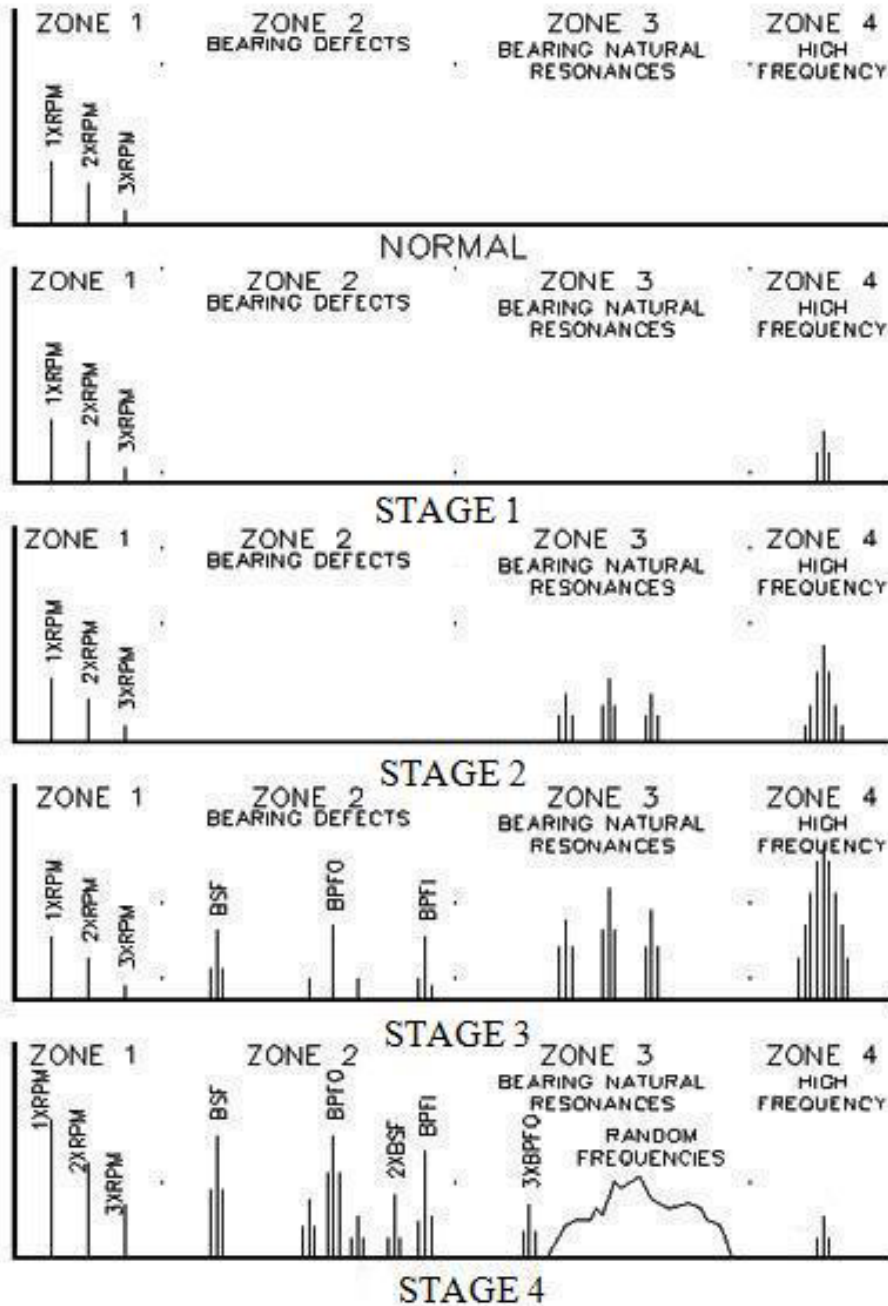 ZONE 1 ZONE 2 ZONE 3 ZONE 4
BEARING DEFECTS BEARING NATURAL HIGH
RESONANCES FREQUENCY
1XRPM 2XRPM 3XRPM
NORMAL
ZONE 1 ZONE 2 ZONE 3 ZONE 4
BEARING DEFECTS BEARING NATURAL HIGH
RESONANCES FREQUENCY
1XRPM 2XRPM 3XRPM
STAGE 1
ZONE 1 ZONE 2 ZONE 3 ZONE 4
BEARING DEFECTS BEARING NATURAL HIGH
RESONANCES FREQUENCY
1XRPM 2XRPM 3XRPM
STAGE 2
ZONE 1 ZONE 2 ZONE 3 ZONE 4
BEARING DEFECTS BEARING NATURAL HIGH
RESONANCES FREQUENCY
1XRPM 2XRPM 3XRPM BSF BPFO BPFI
STAGE 3
ZONE 1 ZONE 2 ZONE 3 ZONE 4
BEARING NATURAL HIGH
RESONANCES FREQUENCY
1XRPM 2XRPM 3XRPM BSF BPFO 2XBSF BPFI 3XBPFO RANDOM
FREQUENCIES
STAGE 4